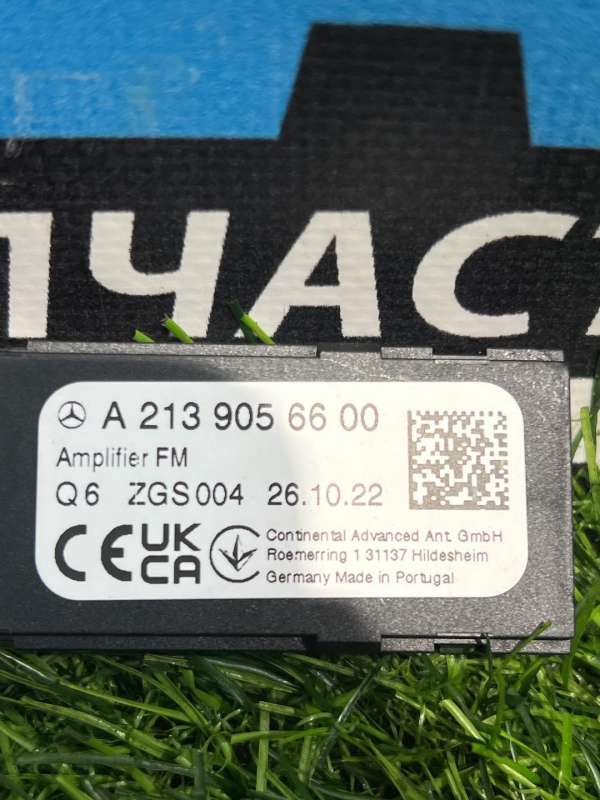 ПЧАСТ
A 213 905 66 00
Amplifier FM
Q 6 ZGS 004 26.10.22
CE UK CA
Continental Advanced Ant. GmbH
Roemerring 1 31137 Hildesheim
Germany Made in Portugal